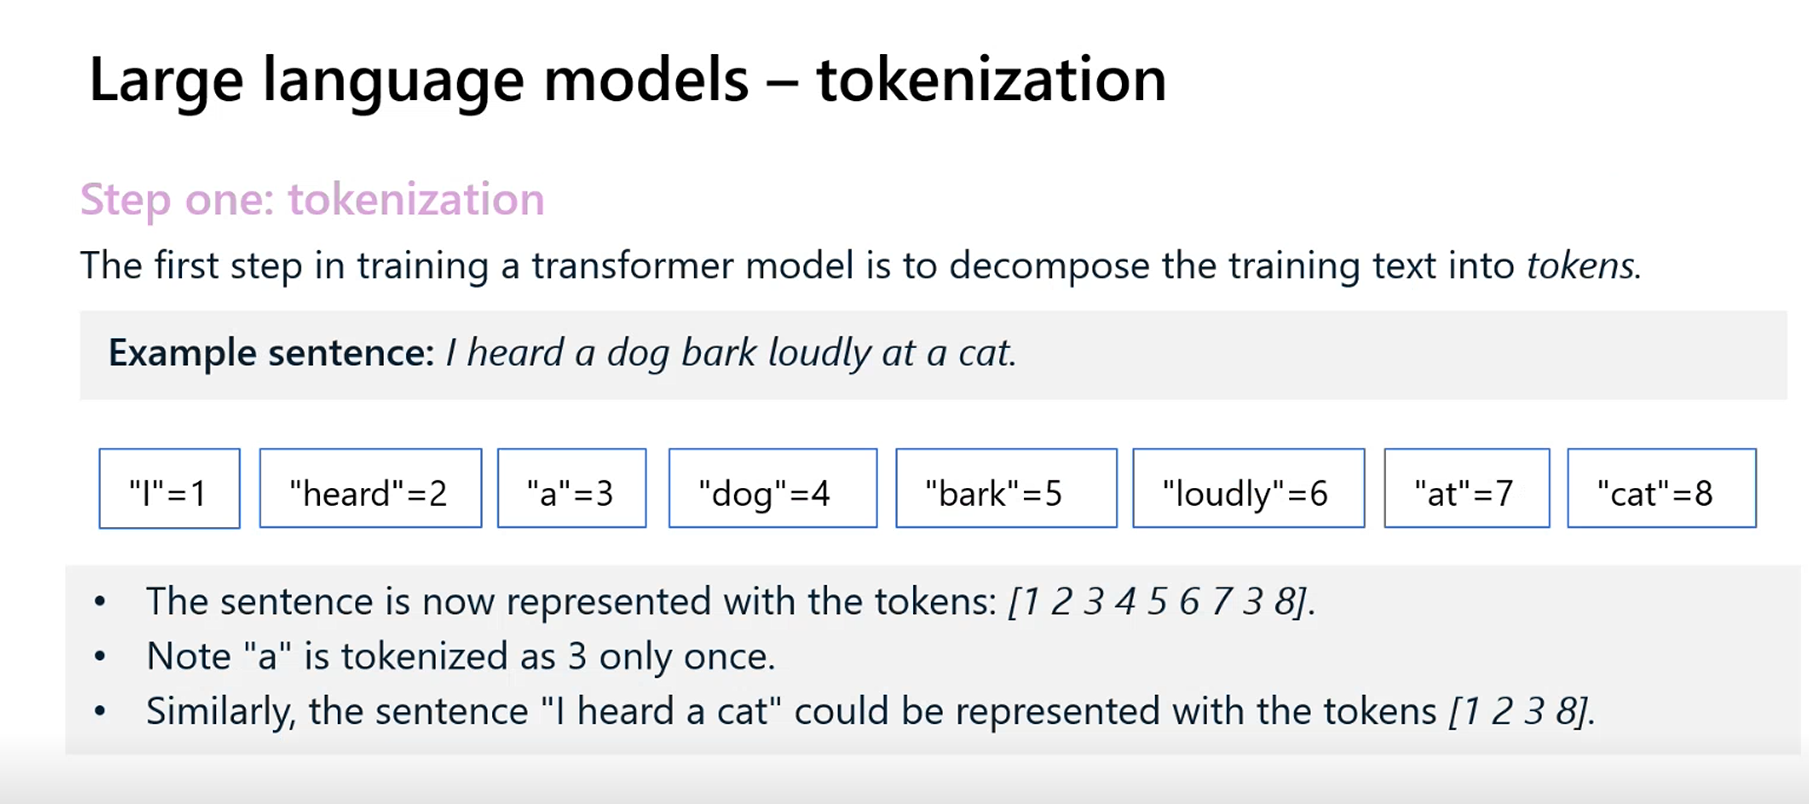 Large language models – tokenization
Step one: tokenization
The first step in training a transformer model is to decompose the training text into tokens.
Example sentence: I heard a dog bark loudly at a cat.
"I"=1 "heard"=2 "a"=3 "dog"=4 "bark"=5 "loudly"=6 "at"=7 "cat"=8
• The sentence is now represented with the tokens: [1 2 3 4 5 6 7 3 8].
• Note "a" is tokenized as 3 only once.
• Similarly, the sentence "I heard a cat" could be represented with the tokens [1 2 3 8].